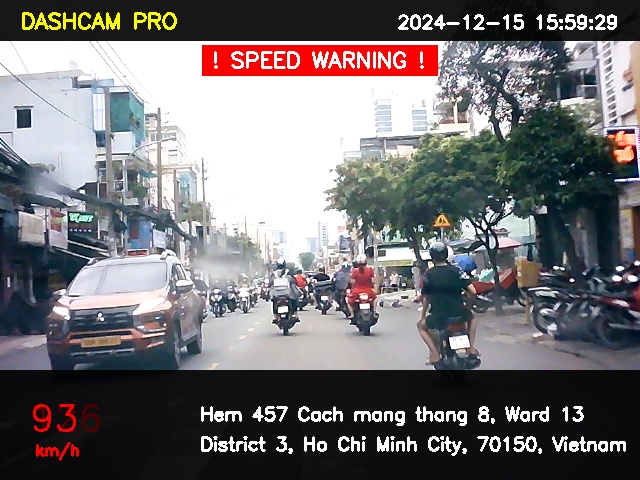 DASHCAM PRO
2024-12-15 15:59:29
! SPEED WARNING !
93
km/h
Hem 457 Cach mang thang 8, Ward 13
District 3, Ho Chi Minh City, 70150, Vietnam